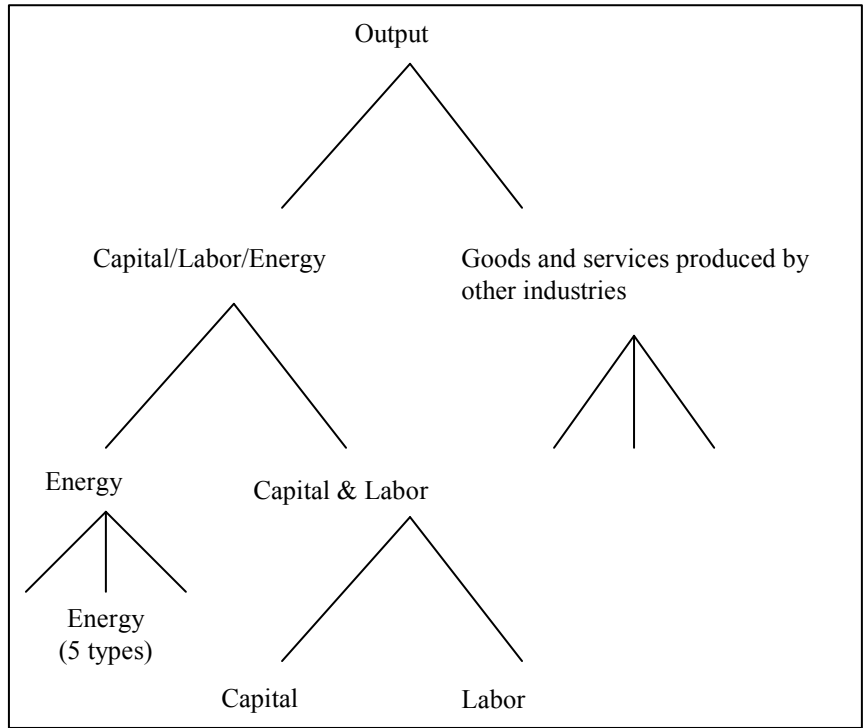 Output
Capital/Labor/Energy
Goods and services produced by
other industries
Energy
Capital & Labor
Energy
(5 types)
Capital
Labor